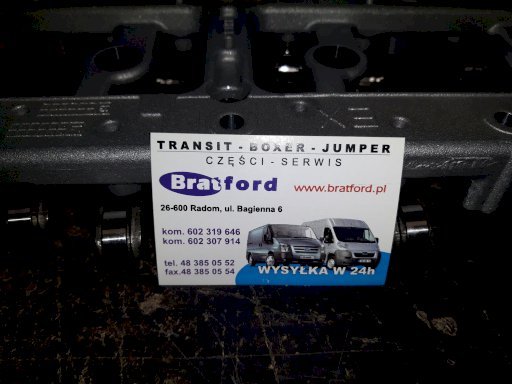 TRANSIT - BOXER - JUMPER
CZĘŚCI - SERWIS
Bratford
www.bratford.pl
26-600 Radom, ul. Bagienna 6
kom. 602 319 646
kom. 602 307 914
tel. 48 385 05 52
fax.48 385 05 54
WYSYŁKA W 24h